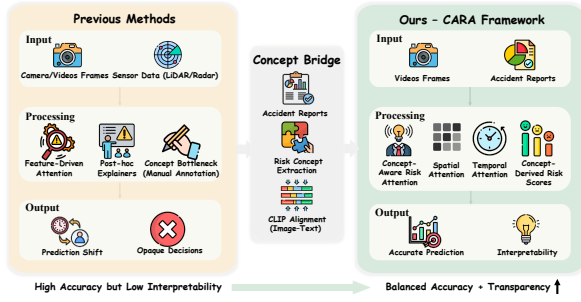 Previous Methods
Input
Camera/Videos Frames
Sensor Data (LiDAR/Radar)
Processing
Feature-Driven
Attention
Post-hoc
Explainers
Concept Bottleneck
(Manual Annotation)
Output
Prediction Shift
Opaque Decisions
High Accuracy but Low Interpretability
Concept Bridge
Accident Reports
Risk Concept
Extraction
CLIP Alignment
(Image-Text)
Ours - CARA Framework
Input
Videos Frames
Accident Reports
Processing
Concept-
Aware Risk
Attention
Spatial
Attention
Temporal
Attention
Concept-
Derived Risk
Scores
Output
Accurate Prediction
Interpretability
Balanced Accuracy + Transparency